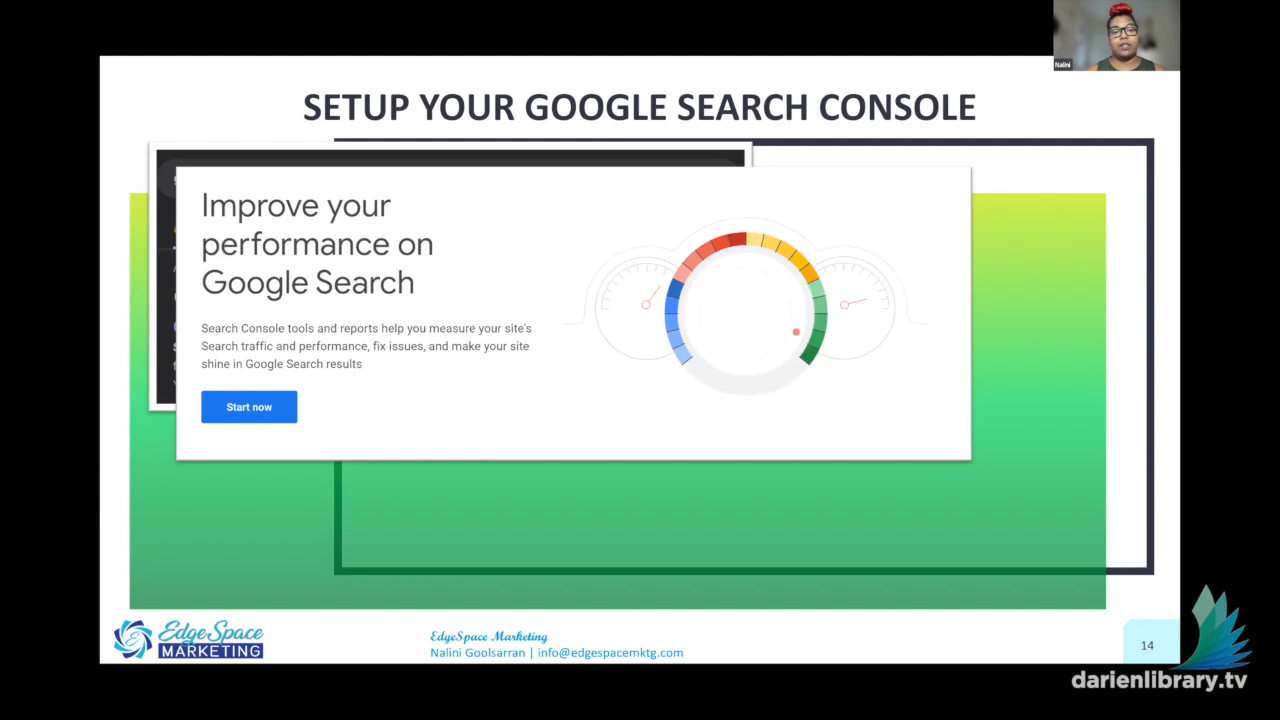 Nalini
SETUP YOUR GOOGLE SEARCH CONSOLE
Improve your
performance on
Google Search
Search Console tools and reports help you measure your site's
Search traffic and performance, fix issues, and make your site
shine in Google Search results
Start now
EdgeSpace
MARKETING
EdgeSpace Marketing
Nalini Goolsarran | info@edgespacemktg.com
14
darienlibrary.tv